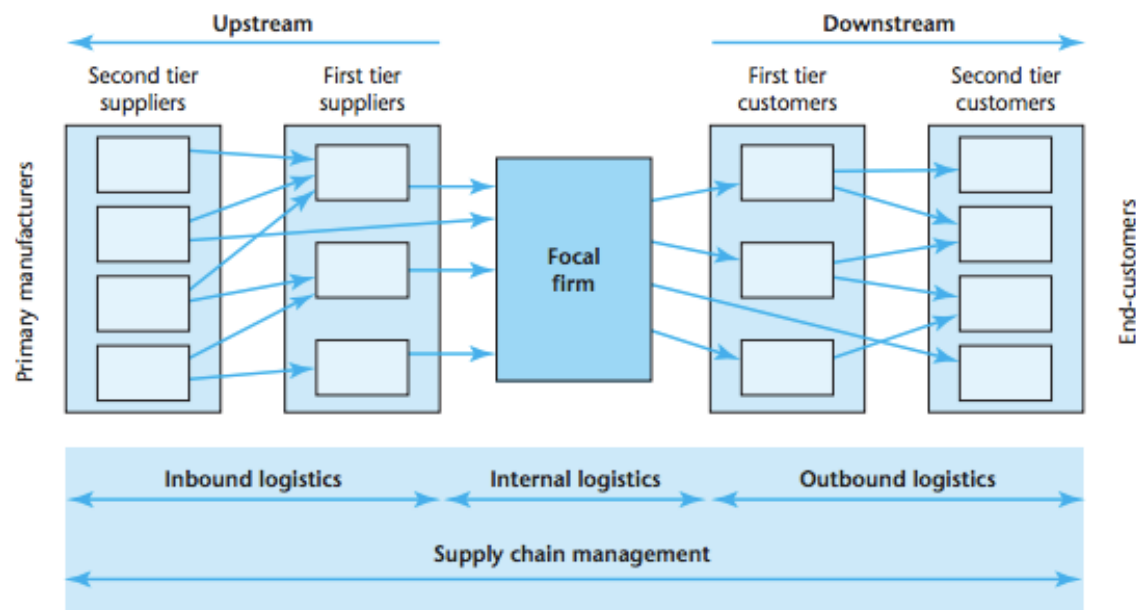 Upstream
Downstream
Second tier
suppliers
First tier
suppliers
First tier
customers
Second tier
customers
Primary manufacturers
Focal
firm
End-customers
Inbound logistics
Internal logistics
Outbound logistics
Supply chain management